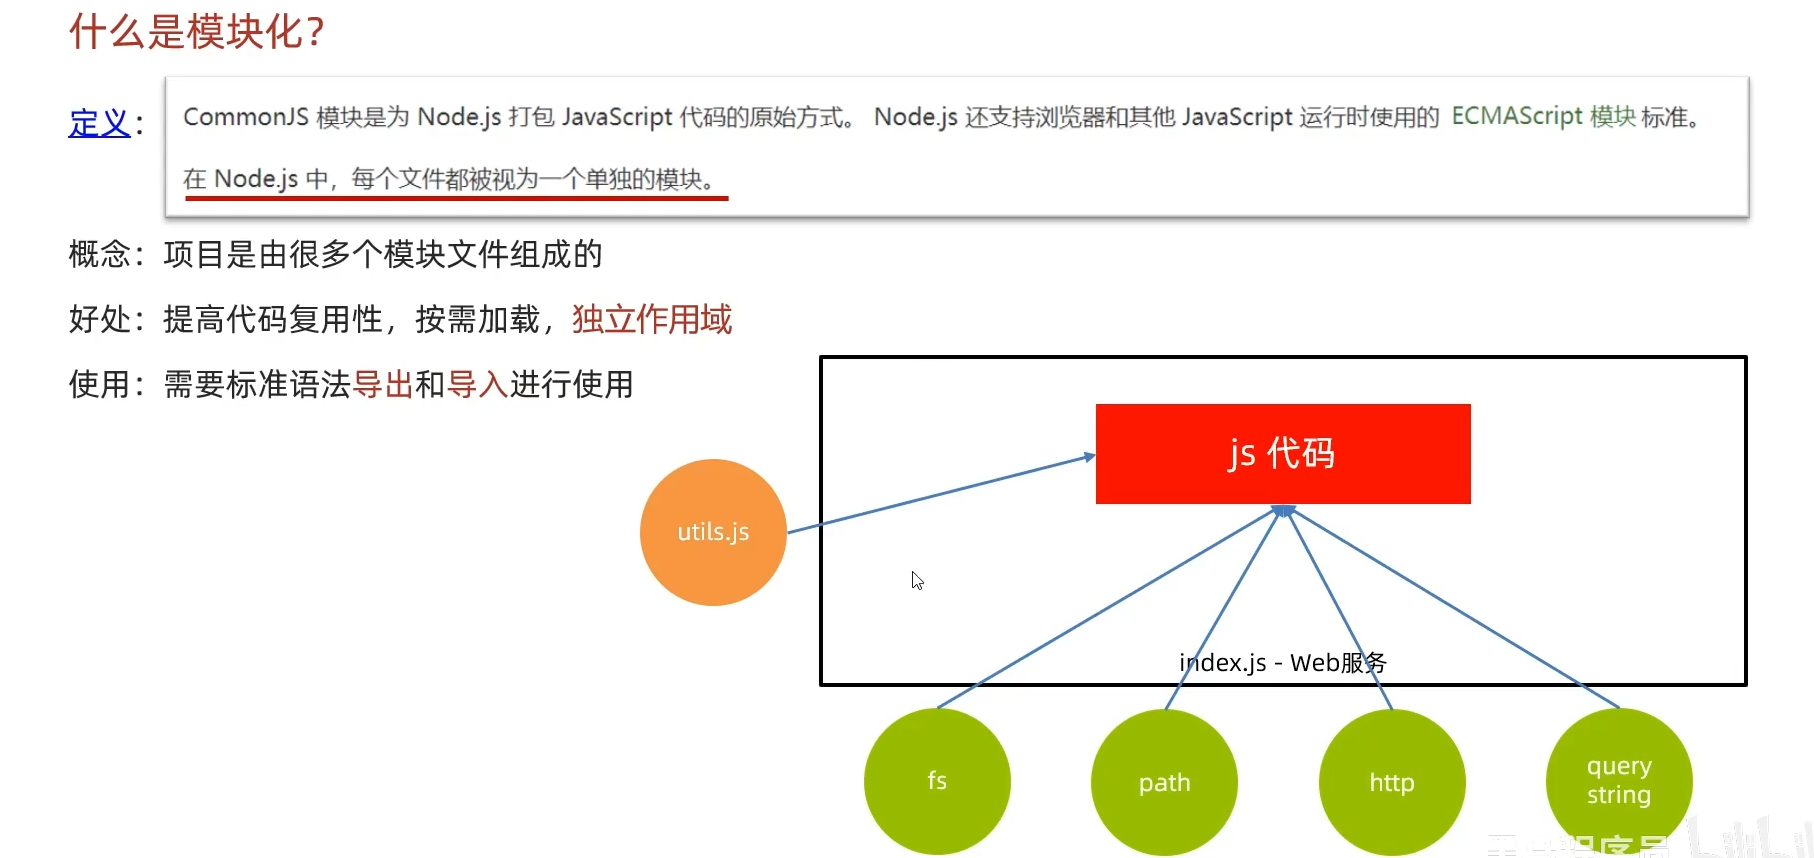 什么是模块化？
定义：
CommonJS 模块是为 Node.js 打包 JavaScript 代码的原始方式。 Node.js 还支持浏览器和其他 JavaScript 运行时使用的 ECMAScript 模块标准。
在 Node.js 中，每个文件都被视为一个单独的模块。
概念：项目是由很多个模块文件组成的
好处：提高代码复用性，按需加载，独立作用域
使用：需要标准语法导出和导入进行使用
js 代码
utils.js
index.js - Web服务
fs
path
http
query
string